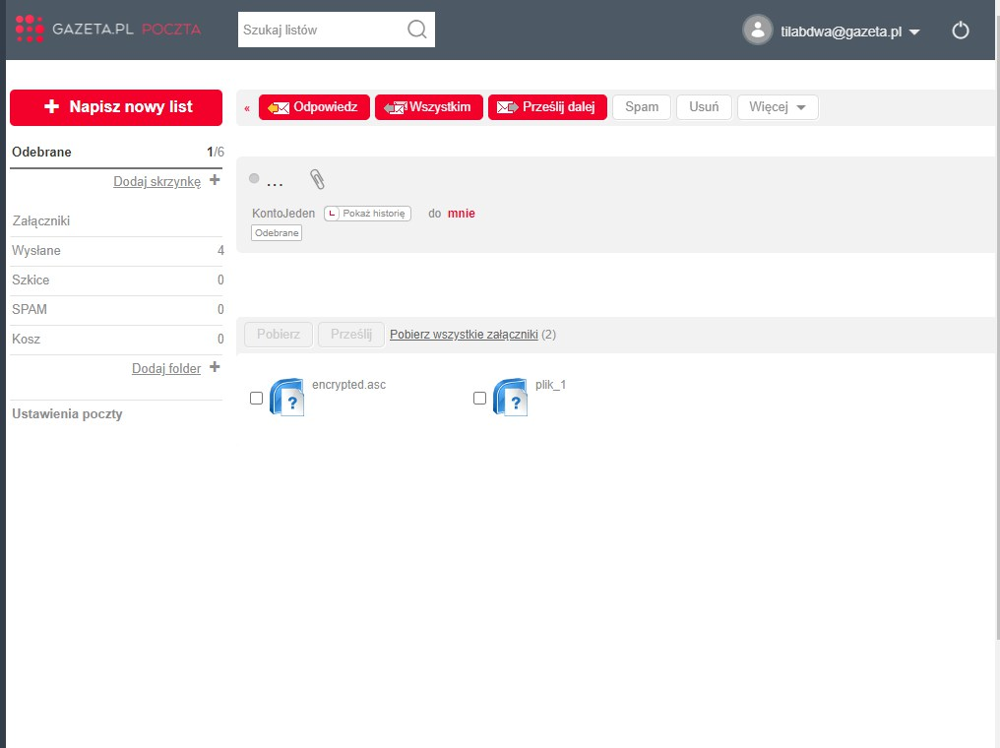 GAZETA.PL POCZTA
Szukaj listów
tilabdwa@gazeta.pl
+ Napisz nowy list
Odebrane 1/6
Dodaj skrzynkę +
Załączniki
Wysłane 4
Szkice 0
SPAM 0
Kosz 0
Dodaj folder +
Ustawienia poczty
« Odpowiedz Wszystkim Prześlij dalej Spam Usuń Więcej
...
KontoJeden Pokaż historię do mnie
Odebrane
Pobierz Prześlij Pobierz wszystkie załączniki (2)
? encrypted.asc ? plik_1